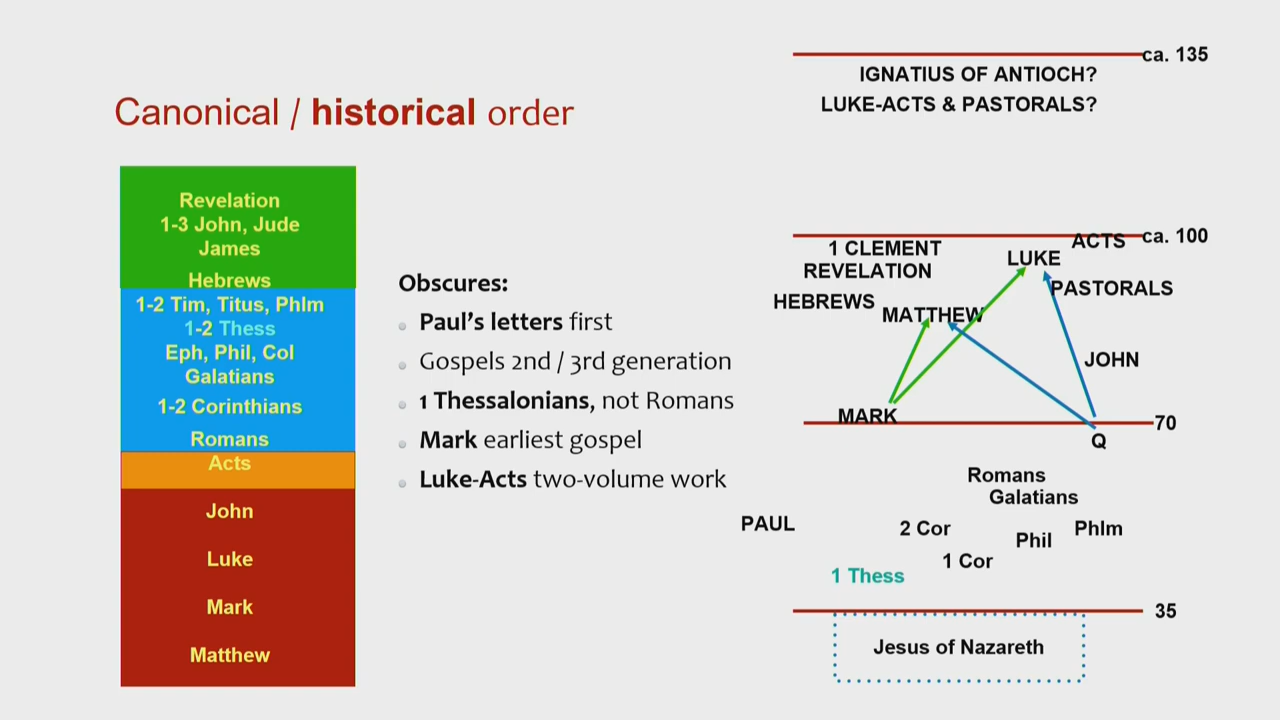 Canonical / historical order
Revelation
1-3 John, Jude
James
Hebrews
1-2 Tim, Titus, Phlm
1-2 Thess
Eph, Phil, Col
Galatians
1-2 Corinthians
Romans
Acts
John
Luke
Mark
Matthew
Obscures:
Paul's letters first
Gospels 2nd / 3rd generation
1 Thessalonians, not Romans
Mark earliest gospel
Luke-Acts two-volume work
ca. 135
IGNATIUS OF ANTIOCH?
LUKE-ACTS & PASTORALS?
ca. 100
ACTS
1 CLEMENT
LUKE
REVELATION
PASTORALS
HEBREWS
MATTHEW
JOHN
MARK
70
Q
Romans
Galatians
PAUL
2 Cor
Phlm
Phil
1 Cor
1 Thess
35
Jesus of Nazareth